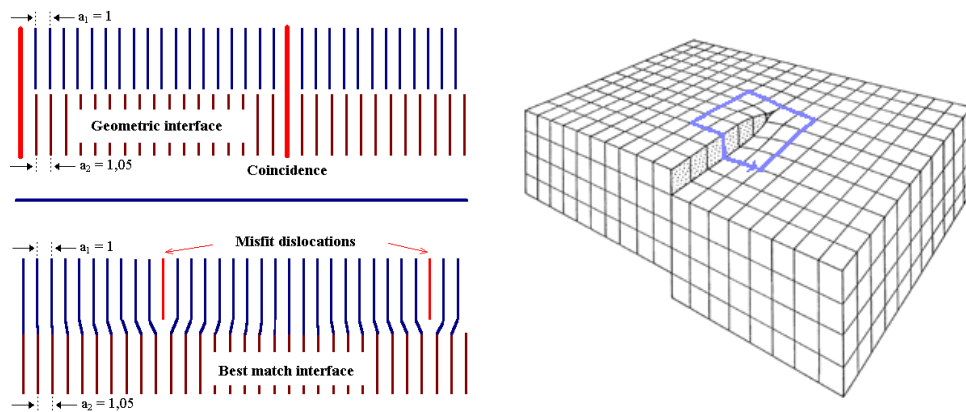 a₁ = 1
Geometric interface
a₂ = 1,05
Coincidence
Misfit dislocations
a₁ = 1
Best match interface
a₂ = 1,05